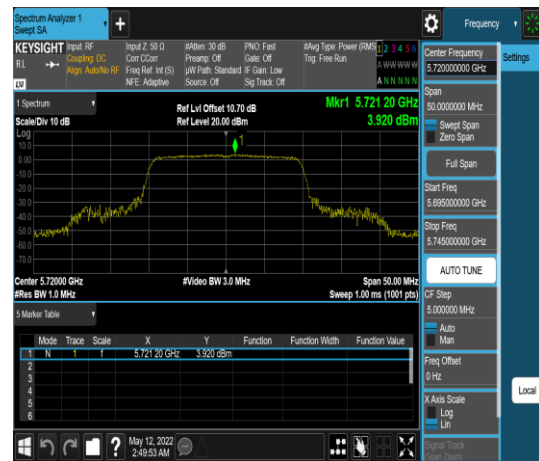 Spectrum Analyzer 1
Swept SA
+
Frequency
KEYSIGHT
RL
Input: RF
Coupling: DC
Align: Auto/No RF
Input Z: 50 Ω
Corr CCorr
Freq Ref: Int (S)
NFE: Adaptive
#Atten: 30 dB
Preamp: Off
µW Path: Standard
Source: Off
PNO: Fast
Gate: Off
IF Gain: Low
Sig Track: Off
#Avg Type: Power (RMS
Trig: Free Run
1 2 3 4 5 6
A W W W W W
A N N N N N
LXI
1 Spectrum
Scale/Div 10 dB
Ref Lvl Offset 10.70 dB
Ref Level 20.00 dBm
Mkr1 5.721 20 GHz
3.920 dBm
Log
10.0
0.00
-10.0
-20.0
-30.0
-40.0
-50.0
-60.0
-70.0
1
Center 5.72000 GHz
#Res BW 1.0 MHz
#Video BW 3.0 MHz
Span 50.00 MHz
Sweep 1.00 ms (1001 pts)
5 Marker Table
Mode Trace Scale X Y Function Function Width Function Value
1 N 1 f 5.721 20 GHz 3.920 dBm
2
3
4
5
6
May 12, 2022
2:49:53 AM
Center Frequency
5.720000000 GHz
Span
50.0000000 MHz
Swept Span
Zero Span
Full Span
Start Freq
5.695000000 GHz
Stop Freq
5.745000000 GHz
AUTO TUNE
CF Step
5.000000 MHz
Auto
Man
Freq Offset
0 Hz
X Axis Scale
Log
Lin
Signal Track
(Span Zoom)
Settings
Local